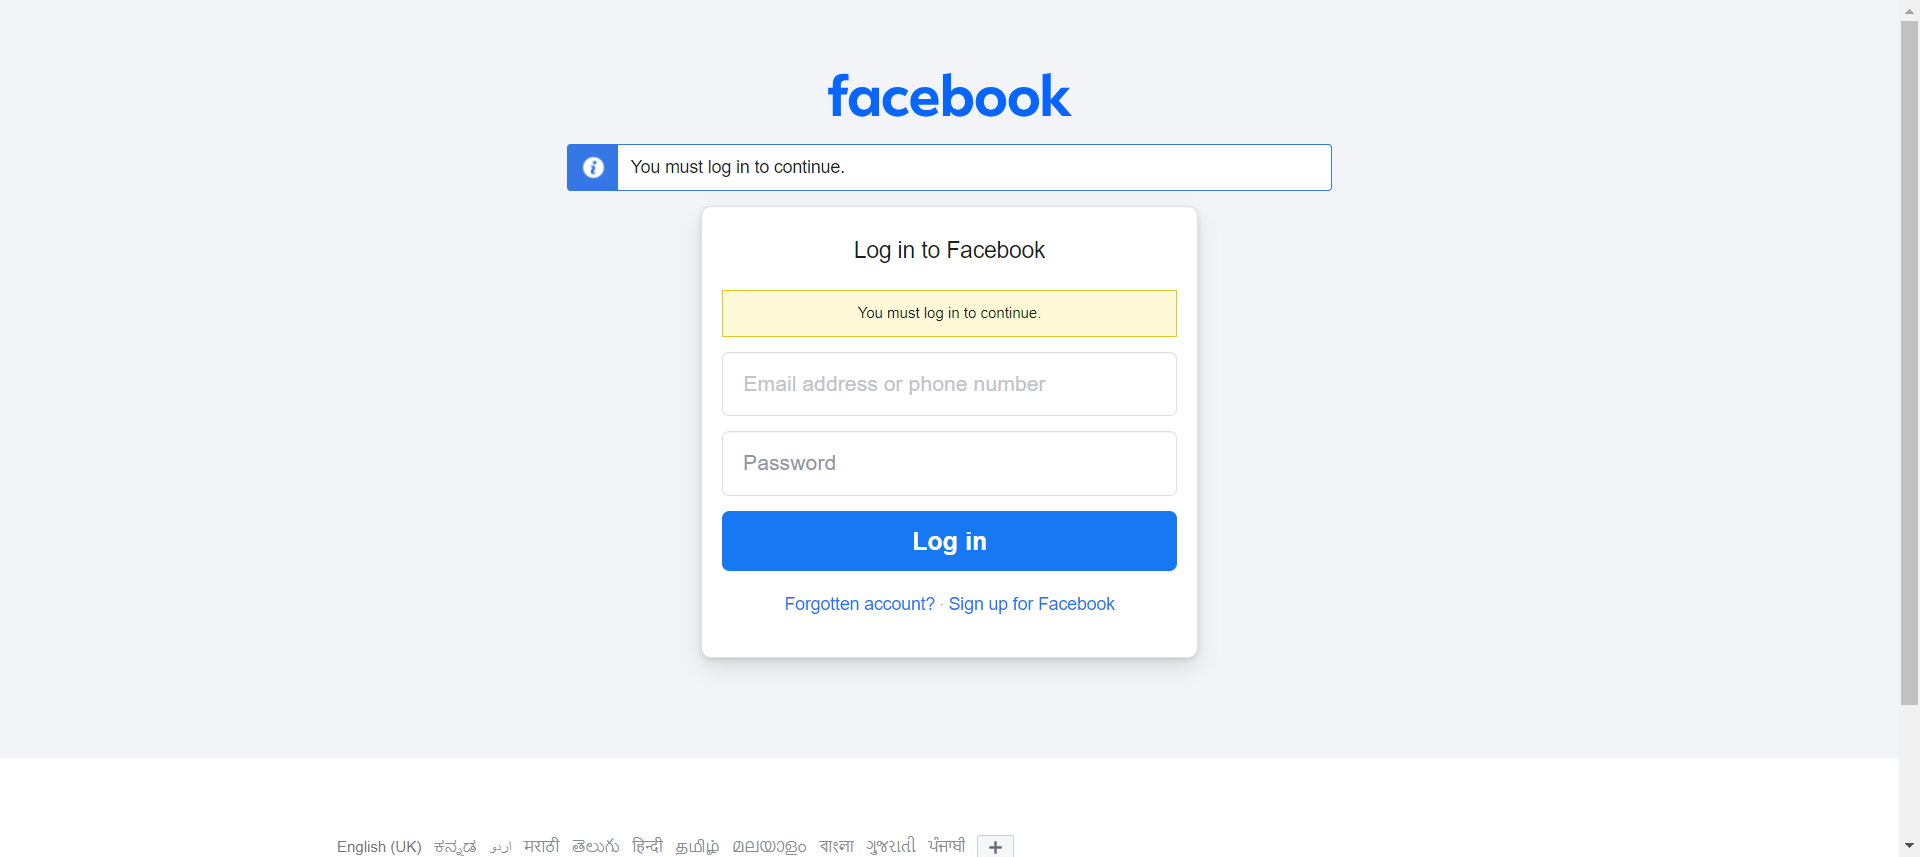 facebook
You must log in to continue.
Log in to Facebook
You must log in to continue.
Email address or phone number
Password
Log in
Forgotten account? · Sign up for Facebook
English (UK) ಕನ್ನಡ اردو मराठी తెలుగు हिन्दी தமிழ் മലയാളം বাংলা ગુજરાતી ਪੰਜਾਬੀ +